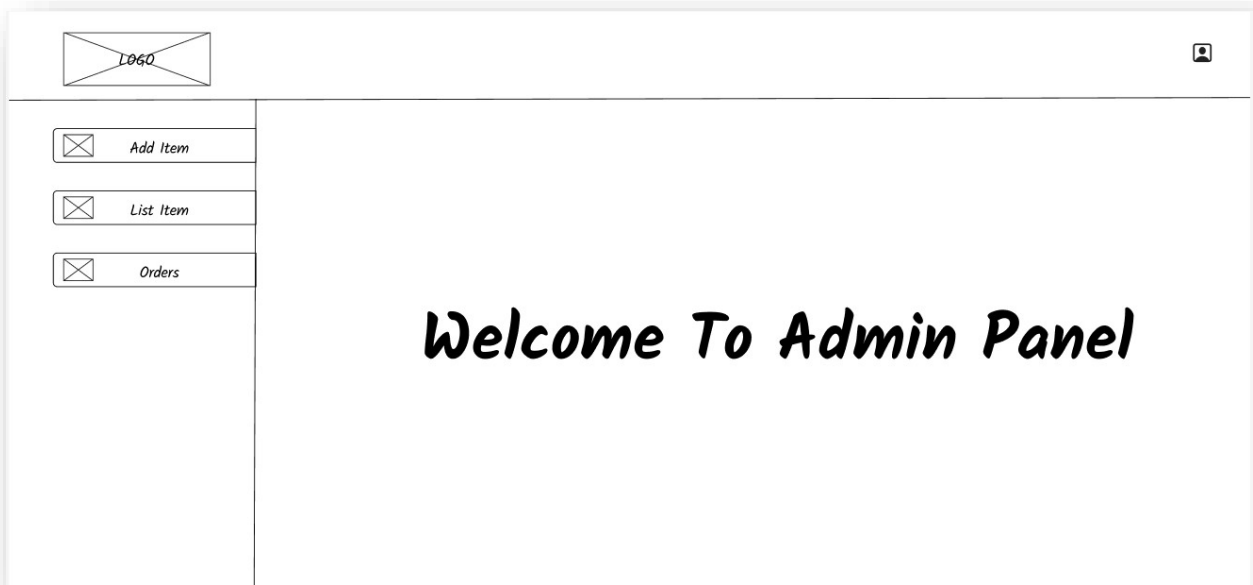 LOGO
Add Item
List Item
Orders
Welcome To Admin Panel